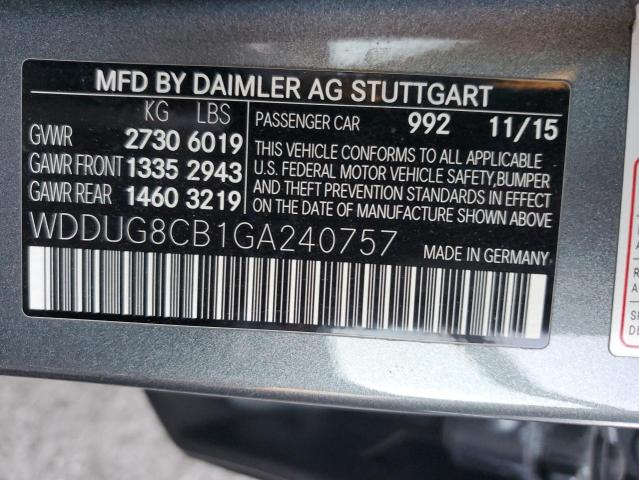 MFD BY DAIMLER AG STUTTGART
KG LBS
GVWR 2730 6019
GAWR FRONT 1335 2943
GAWR REAR 1460 3219
PASSENGER CAR 992 11/15
THIS VEHICLE CONFORMS TO ALL APPLICABLE
U.S. FEDERAL MOTOR VEHICLE SAFETY,BUMPER
AND THEFT PREVENTION STANDARDS IN EFFECT
ON THE DATE OF MANUFACTURE SHOWN ABOVE.
WDDUG8CB1GA240757
MADE IN GERMANY